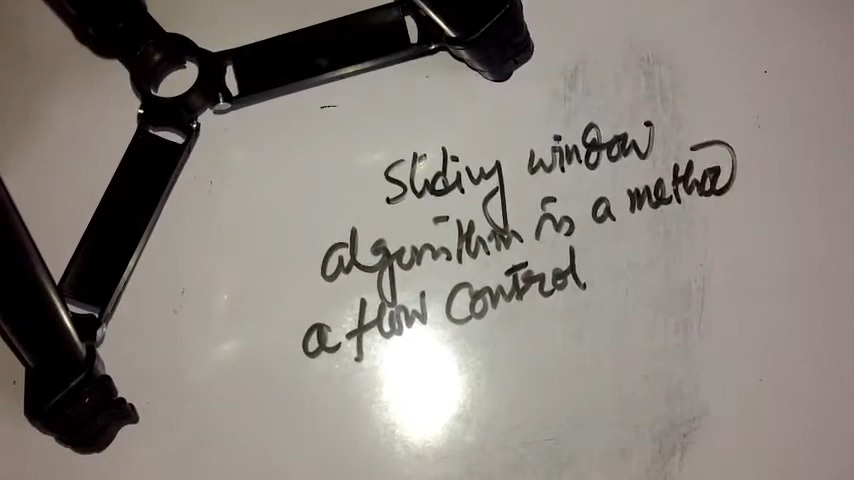 Sliding window
algorithm is a method
a flow control